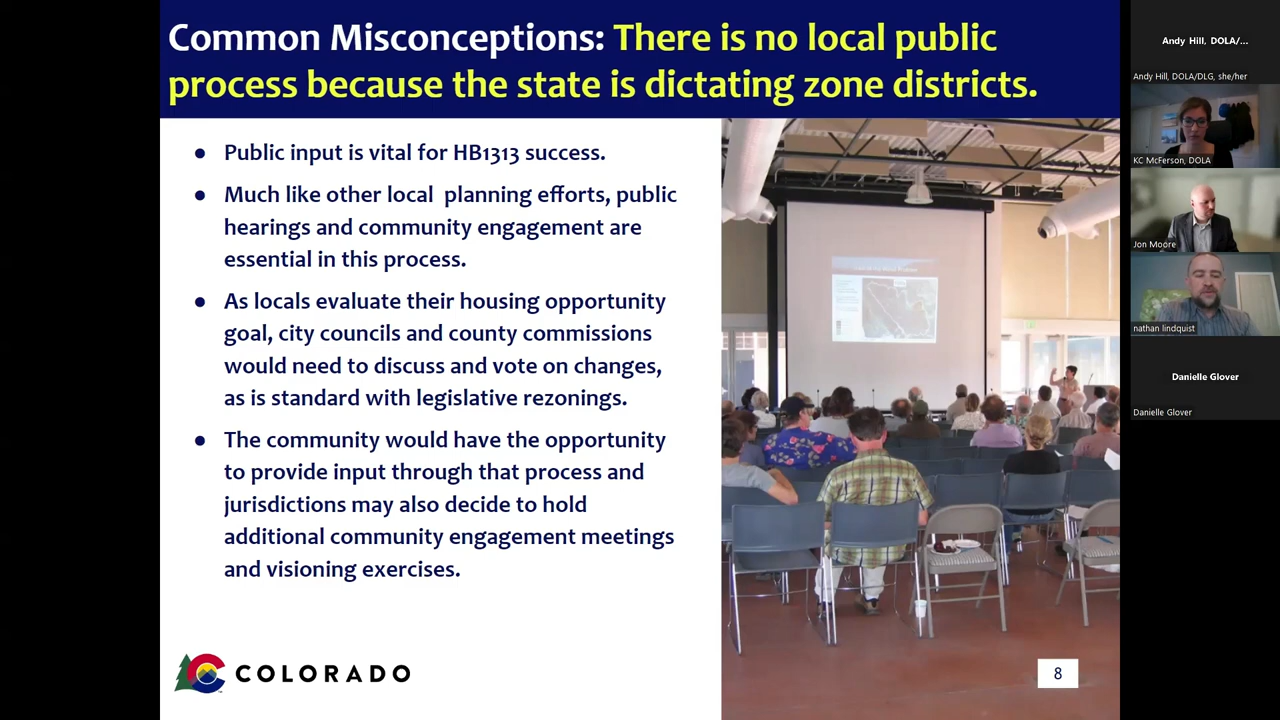 Common Misconceptions: There is no local public
process because the state is dictating zone districts.
● Public input is vital for HB1313 success.
● Much like other local planning efforts, public
hearings and community engagement are
essential in this process.
● As locals evaluate their housing opportunity
goal, city councils and county commissions
would need to discuss and vote on changes,
as is standard with legislative rezonings.
● The community would have the opportunity
to provide input through that process and
jurisdictions may also decide to hold
additional community engagement meetings
and visioning exercises.
COLORADO
8
Andy Hill, DOLA/...
Andy Hill, DOLA/DLG, she/her
KC McFerson, DOLA
Jon Moore
nathan lindquist
Danielle Glover
Danielle Glover